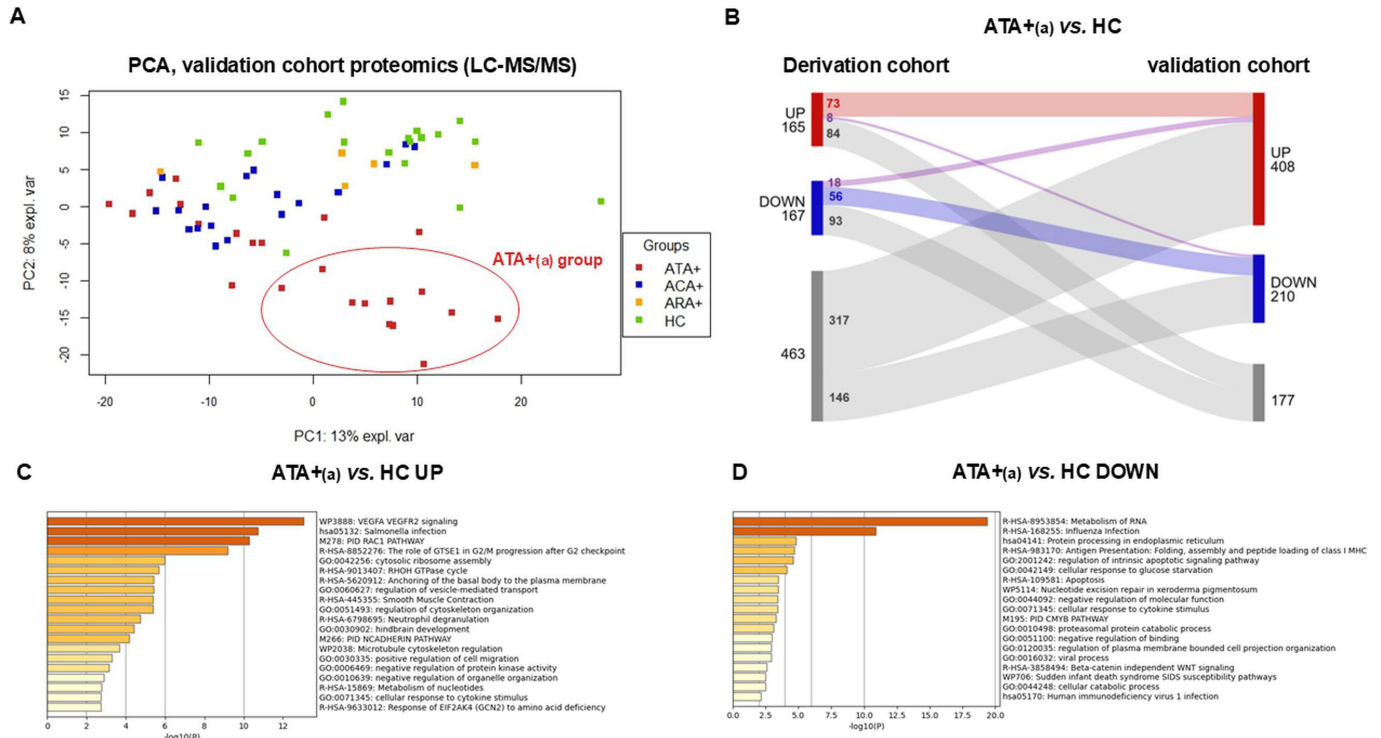 A
PCA, validation cohort proteomics (LC-MS/MS)
PC2: 8% expl. var
15
10
5
0
-5
-10
-15
-20
ATA+(a) group
-20
-10
0
10
20
PC1: 13% expl. var
Groups
ATA+
ACA+
ARA+
HC
B
ATA+(a) vs. HC
Derivation cohort
validation cohort
UP
165
73
8
84
DOWN
167
18
56
93
463
317
146
UP
408
DOWN
210
177
C
ATA+(a) vs. HC UP
WP3888: VEGFA VEGFR2 signaling
hsa05132: Salmonella infection
M278: PID RAC1 PATHWAY
R-HSA-8852276: The role of GTSE1 in G2/M progression after G2 checkpoint
GO:0042256: cytosolic ribosome assembly
R-HSA-9013407: RHOH GTPase cycle
R-HSA-5620912: Anchoring of the basal body to the plasma membrane
GO:0060627: regulation of vesicle-mediated transport
R-HSA-445355: Smooth Muscle Contraction
GO:0051493: regulation of cytoskeleton organization
R-HSA-6798695: Neutrophil degranulation
GO:0030902: hindbrain development
M266: PID NCADHERIN PATHWAY
WP2038: Microtubule cytoskeleton regulation
GO:0030335: positive regulation of cell migration
GO:0006469: negative regulation of protein kinase activity
GO:0010639: negative regulation of organelle organization
R-HSA-15869: Metabolism of nucleotides
GO:0071345: cellular response to cytokine stimulus
R-HSA-9633012: Response of EIF2AK4 (GCN2) to amino acid deficiency
0
2
4
6
8
10
12
-log10(P)
D
ATA+(a) vs. HC DOWN
R-HSA-8953854: Metabolism of RNA
R-HSA-168255: Influenza Infection
hsa04141: Protein processing in endoplasmic reticulum
R-HSA-983170: Antigen Presentation: Folding, assembly and peptide loading of class I MHC
GO:2001242: regulation of intrinsic apoptotic signaling pathway
GO:0042149: cellular response to glucose starvation
R-HSA-109581: Apoptosis
WP5114: Nucleotide excision repair in xeroderma pigmentosum
GO:0044092: negative regulation of molecular function
GO:0071345: cellular response to cytokine stimulus
M195: PID CMYB PATHWAY
GO:0010498: proteasomal protein catabolic process
GO:0051100: negative regulation of binding
GO:0120035: regulation of plasma membrane bounded cell projection organization
GO:0016032: viral process
R-HSA-3858494: Beta-catenin independent WNT signaling
WP706: Sudden infant death syndrome SIDS susceptibility pathways
GO:0044248: cellular catabolic process
hsa05170: Human immunodeficiency virus 1 infection
0.0
2.5
5.0
7.5
10.0
12.5
15.0
17.5
20.0
-log10(P)